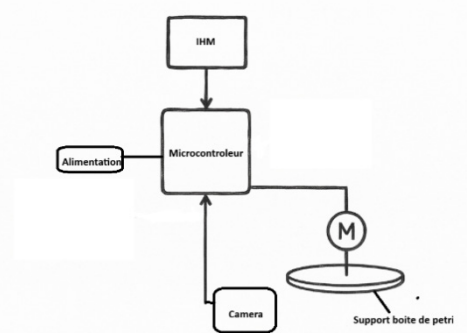 IHM
Microcontroleur
Alimentation
M
Camera
Support boite de petri